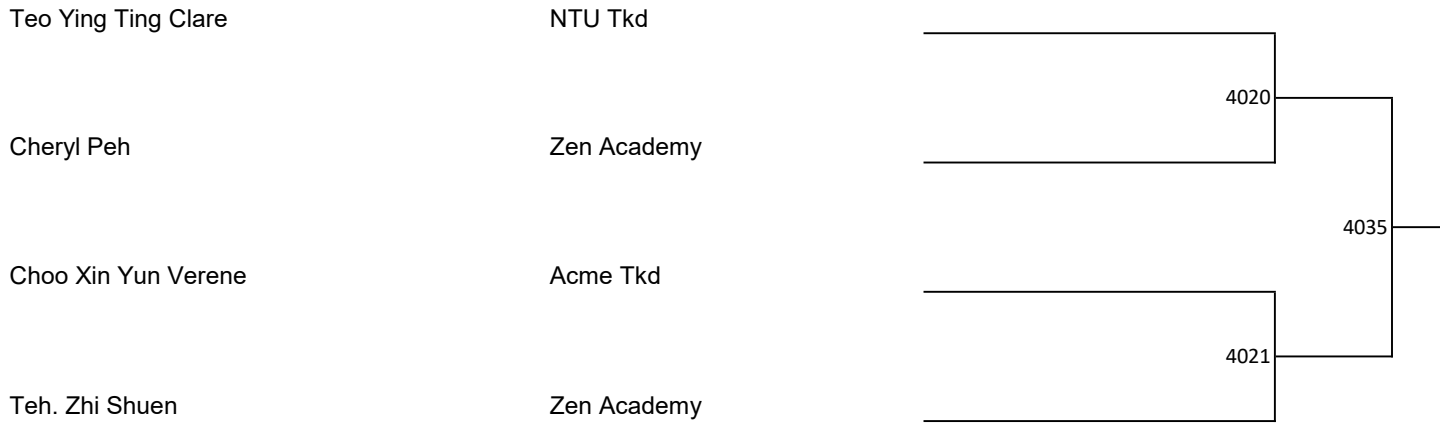 Teo Ying Ting Clare NTU Tkd
4020
Cheryl Peh Zen Academy
4035
Choo Xin Yun Verene Acme Tkd
4021
Teh. Zhi Shuen Zen Academy